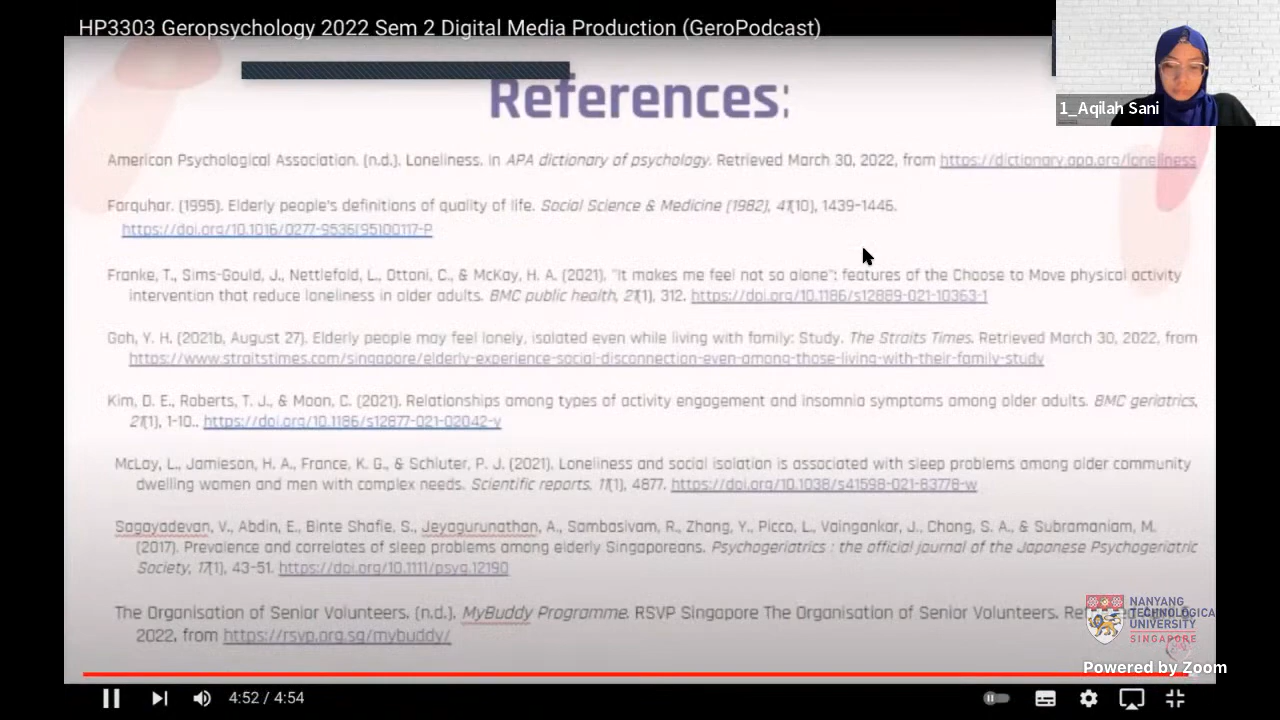 HP3303 Geropsychology 2022 Sem 2 Digital Media Production (GeroPodcast)
1_Aqilah Sani
References:
American Psychological Association. (n.d.). Loneliness. In APA dictionary of psychology. Retrieved March 30, 2022, from https://dictionary.apa.org/loneliness
Farquhar. (1995). Elderly people's definitions of quality of life. Social Science & Medicine (1982), 41(10), 1439-1446.
https://doi.org/10.1016/0277-9536(95)00117-P
Franke, T., Sims-Gould, J., Nettlefold, L., Ottoni, C., & McKay, H. A. (2021). "It makes me feel not so alone": features of the Choose to Move physical activity
intervention that reduce loneliness in older adults. BMC public health, 21(1), 312. https://doi.org/10.1186/s12889-021-10363-1
Goh, Y. H. (2021b, August 27). Elderly people may feel lonely, isolated even while living with family: Study. The Straits Times. Retrieved March 30, 2022, from
https://www.straitstimes.com/singapore/elderly-experience-social-disconnection-even-among-those-living-with-their-family-study
Kim, D. E., Roberts, T. J., & Moon, C. (2021). Relationships among types of activity engagement and insomnia symptoms among older adults. BMC geriatrics,
21(1), 1-10.. https://doi.org/10.1186/s12877-021-02042-y
McLay, L., Jamieson, H. A., France, K. G., & Schluter, P. J. (2021). Loneliness and social isolation is associated with sleep problems among older community
dwelling women and men with complex needs. Scientific reports, 11(1), 4877. https://doi.org/10.1038/s41598-021-83778-w
Sagayadevan, V., Abdin, E., Binte Shafie, S., Jeyagurunathan, A., Sambasivam, R., Zhang, Y., Picco, L., Vaingankar, J., Chong, S. A., & Subramaniam, M.
(2017). Prevalence and correlates of sleep problems among elderly Singaporeans. Psychogeriatrics : the official journal of the Japanese Psychogeriatric
Society, 17(1), 43-51. https://doi.org/10.1111/psyg.12190
The Organisation of Senior Volunteers. (n.d.). MyBuddy Programme. RSVP Singapore The Organisation of Senior Volunteers. Re
2022, from https://rsvp.org.sg/mybuddy/
NANYANG
TECHNOLOGICA
UNIVERSITY
SINGAPORE
Powered by Zoom
4:52 / 4:54